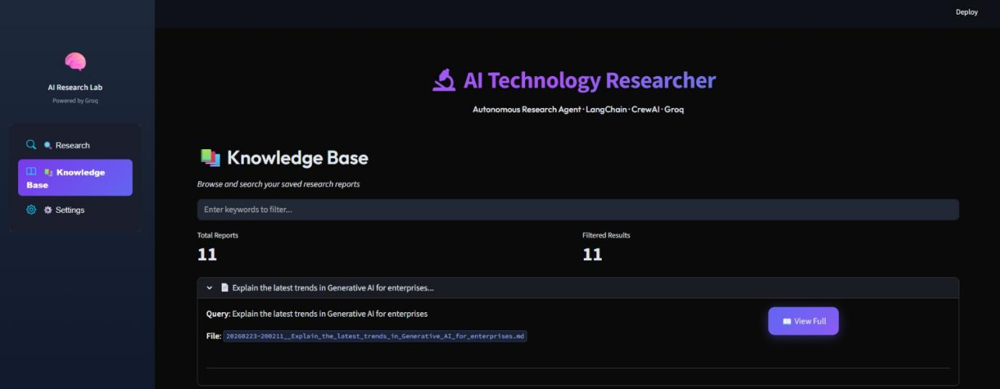 Deploy
AI Research Lab
Powered by Groq
Research
Knowledge
Base
Settings
AI Technology Researcher
Autonomous Research Agent · LangChain · CrewAI · Groq
Knowledge Base
Browse and search your saved research reports
Enter keywords to filter...
Total Reports
11
Filtered Results
11
Explain the latest trends in Generative AI for enterprises...
Query: Explain the latest trends in Generative AI for enterprises
View Full
File: 20260223-200211__Explain_the_latest_trends_in_Generative_AI_for_enterprises.md